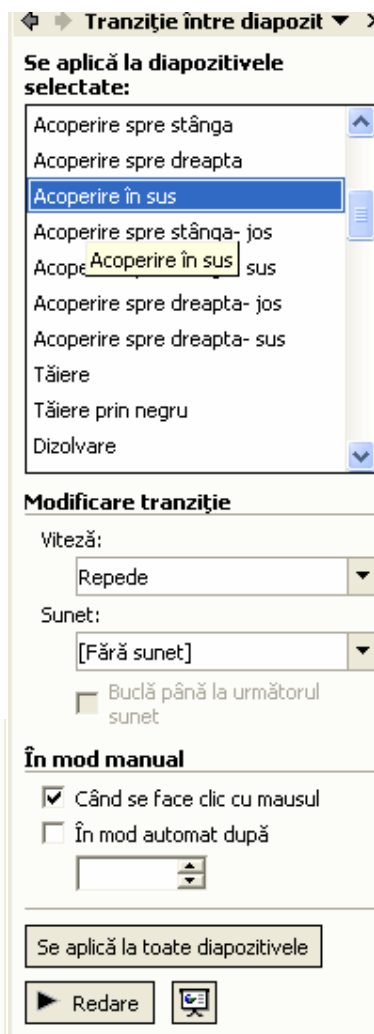 Tranziţie între diapozit
Se aplică la diapozitivele
selectate:
Acoperire spre stânga
Acoperire spre dreapta
Acoperire în sus
Acoperire spre stânga- jos
Acoperire în sus
Acope sus
Acoperire spre dreapta- jos
Acoperire spre dreapta- sus
Tăiere
Tăiere prin negru
Dizolvare
Modificare tranziţie
Viteză:
Repede
Sunet:
[Fără sunet]
Buclă până la următorul
sunet
În mod manual
Când se face clic cu mausul
În mod automat după
Se aplică la toate diapozitivele
Redare